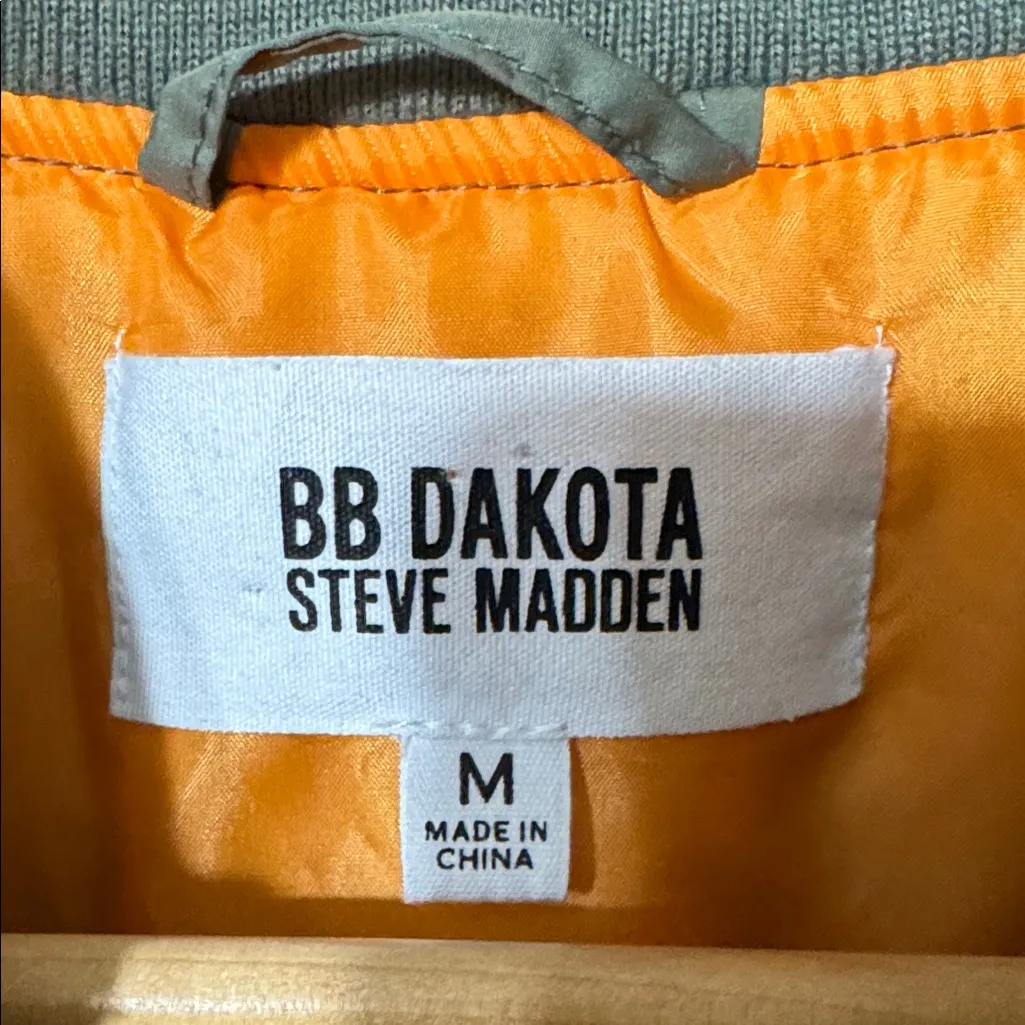 BB DAKOTA
STEVE MADDEN
M
MADE IN
CHINA